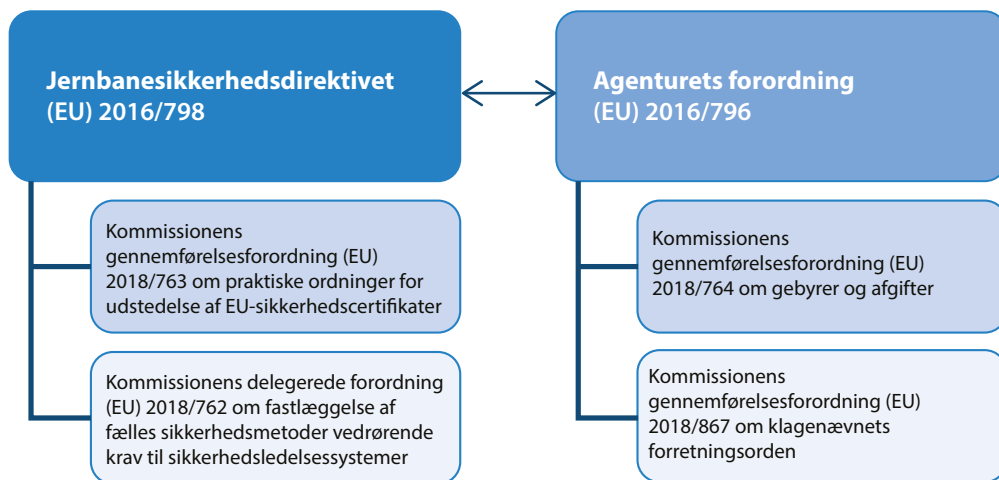 Jernbanesikkerhedsdirektivet
(EU) 2016/798
Agenturets forordning
(EU) 2016/796
Kommissionens
gennemførelsesforordning (EU)
2018/763 om praktiske ordninger for
udstedelse af EU-sikkerhedscertifikater
Kommissionens
gennemførelsesforordning (EU)
2018/764 om gebyrer og afgifter
Kommissionens delegerede forordning
(EU) 2018/762 om fastlæggelse af
fælles sikkerhedsmetoder vedrørende
krav til sikkerhedsledelsessystemer
Kommissionens
gennemførelsesforordning (EU)
2018/867 om klagenævnets
forretningsorden